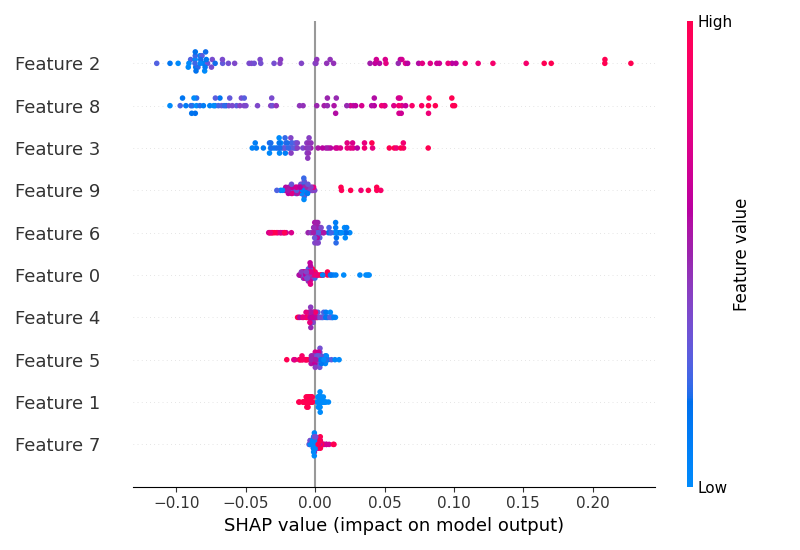 High
Feature 2
Feature 8
Feature 3
Feature 9
Feature 6
Feature 0
Feature 4
Feature 5
Feature 1
Feature 7
Feature value
Low
−0.10 −0.05 0.00 0.05 0.10 0.15 0.20
SHAP value (impact on model output)